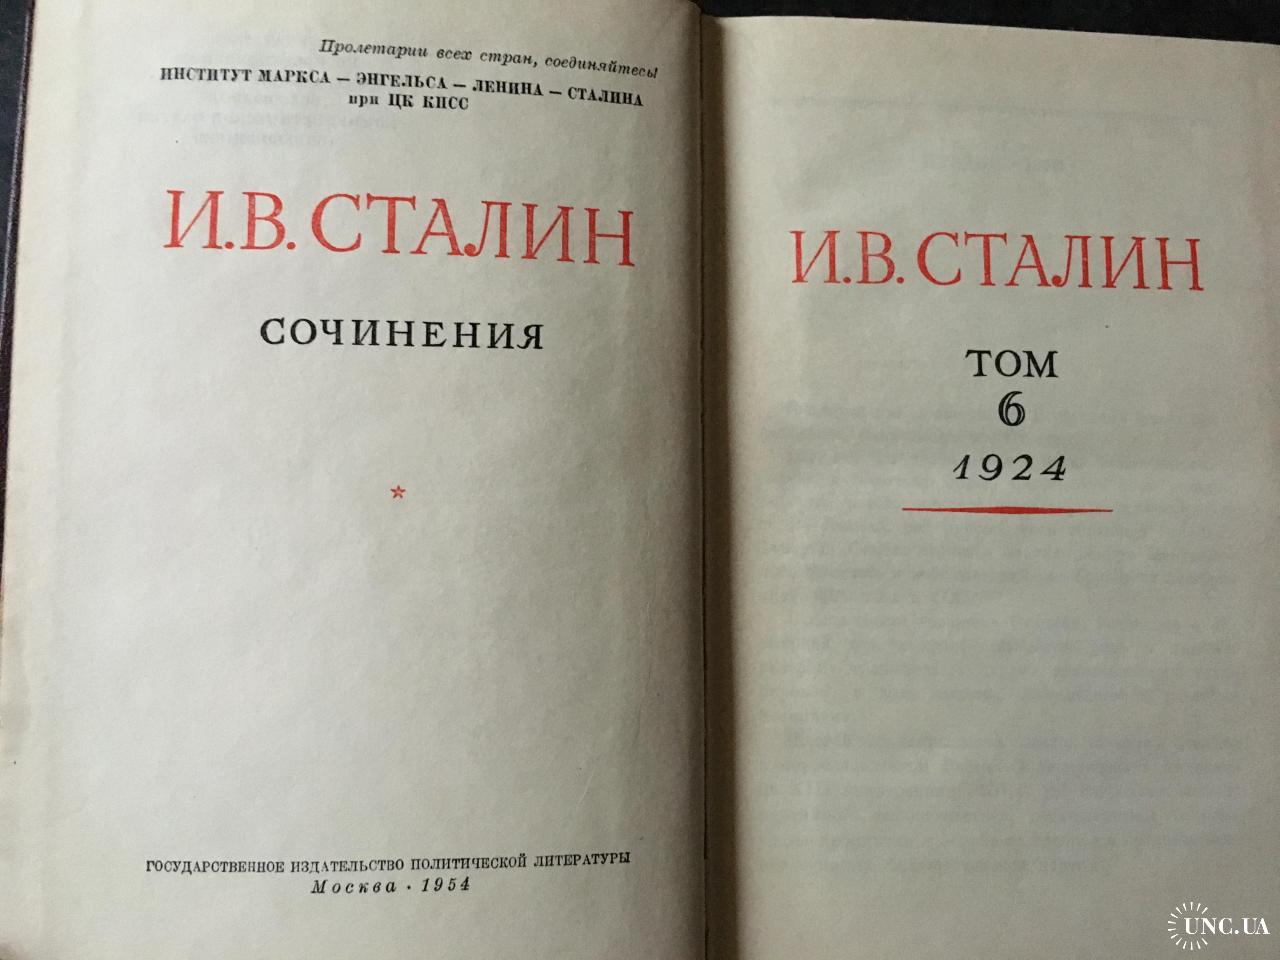 Пролетарии всех стран, соединяйтесь!
ИНСТИТУТ МАРКСА — ЭНГЕЛЬСА — ЛЕНИНА — СТАЛИНА
при ЦК КПСС
И.В.СТАЛИН
СОЧИНЕНИЯ
ГОСУДАРСТВЕННОЕ ИЗДАТЕЛЬСТВО ПОЛИТИЧЕСКОЙ ЛИТЕРАТУРЫ
Москва · 1954
И.В.СТАЛИН
ТОМ
6
1924
UNC.UA